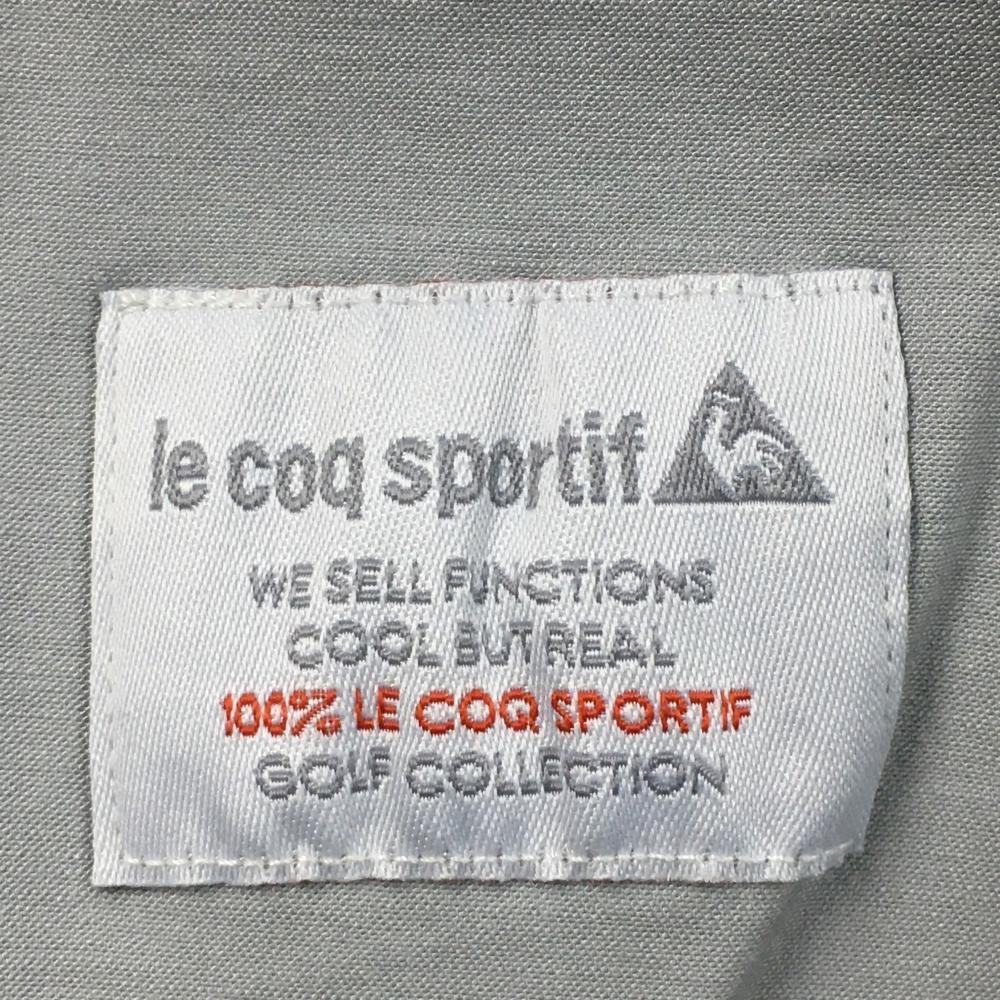 le coq sportif
WE SELL FUNCTIONS
COOL BUT REAL
100% LE COQ SPORTIF
GOLF COLLECTION